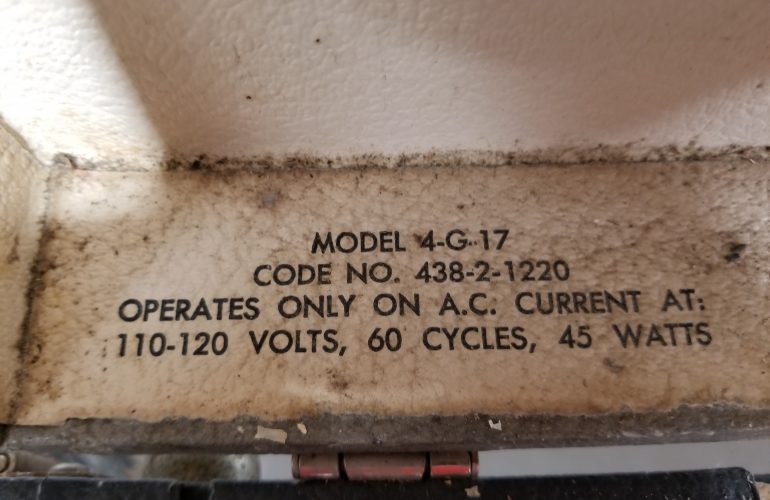 MODEL 4-G-17
CODE NO. 438-2-1220
OPERATES ONLY ON A.C. CURRENT AT:
110-120 VOLTS, 60 CYCLES, 45 WATTS